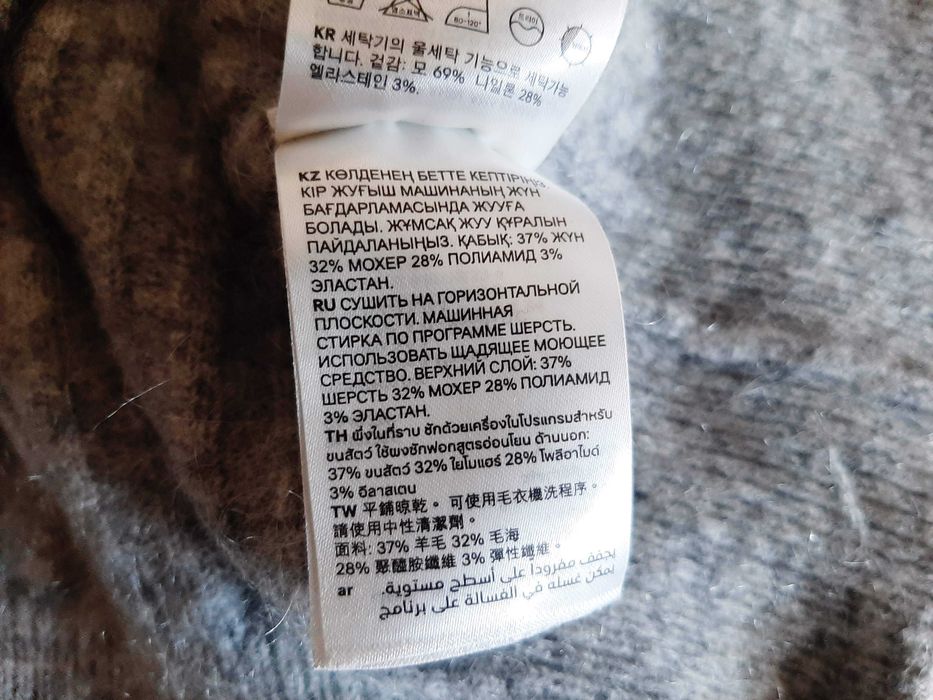 80-120°
드라이
KR 세탁기의 울세탁 기능으로 세탁가능
합니다. 겉감: 모 69% 나일론 28%
엘라스테인 3%.
KZ КӨЛДЕНЕҢ БЕТТЕ КЕПТІРІҢІЗ.
КІР ЖУҒЫШ МАШИНАНЫҢ ЖҮН
БАҒДАРЛАМАСЫНДА ЖУУҒА
БОЛАДЫ. ЖҰМСАҚ ЖУУ ҚҰРАЛЫН
ПАЙДАЛАНЫҢЫЗ. ҚАБЫҚ: 37% ЖҮН
32% МОХЕР 28% ПОЛИАМИД 3%
ЭЛАСТАН.
RU СУШИТЬ НА ГОРИЗОНТАЛЬНОЙ
ПЛОСКОСТИ. МАШИННАЯ
СТИРКА ПО ПРОГРАММЕ ШЕРСТЬ.
ИСПОЛЬЗОВАТЬ ЩАДЯЩЕЕ МОЮЩЕЕ
СРЕДСТВО. ВЕРХНИЙ СЛОЙ: 37%
ШЕРСТЬ 32% МОХЕР 28% ПОЛИАМИД
3% ЭЛАСТАН.
TH ผึ่งในที่ราบ ซักด้วยเครื่องในโปรแกรมสำหรับ
ขนสัตว์ ใช้ผงซักฟอกสูตรอ่อนโยน ด้านนอก:
37% ขนสัตว์ 32% ใยโมแฮร์ 28% โพลีอาไมด์
3% อีลาสเตน
TW 平鋪晾乾。 可使用毛衣機洗程序。
請使用中性清潔劑。
面料: 37% 羊毛 32% 毛海
28% 聚醯胺纖維 3% 彈性纖維。
ar يجفف مفرودا على أسطح مستوية.
يمكن غسله في الغسالة على برنامج